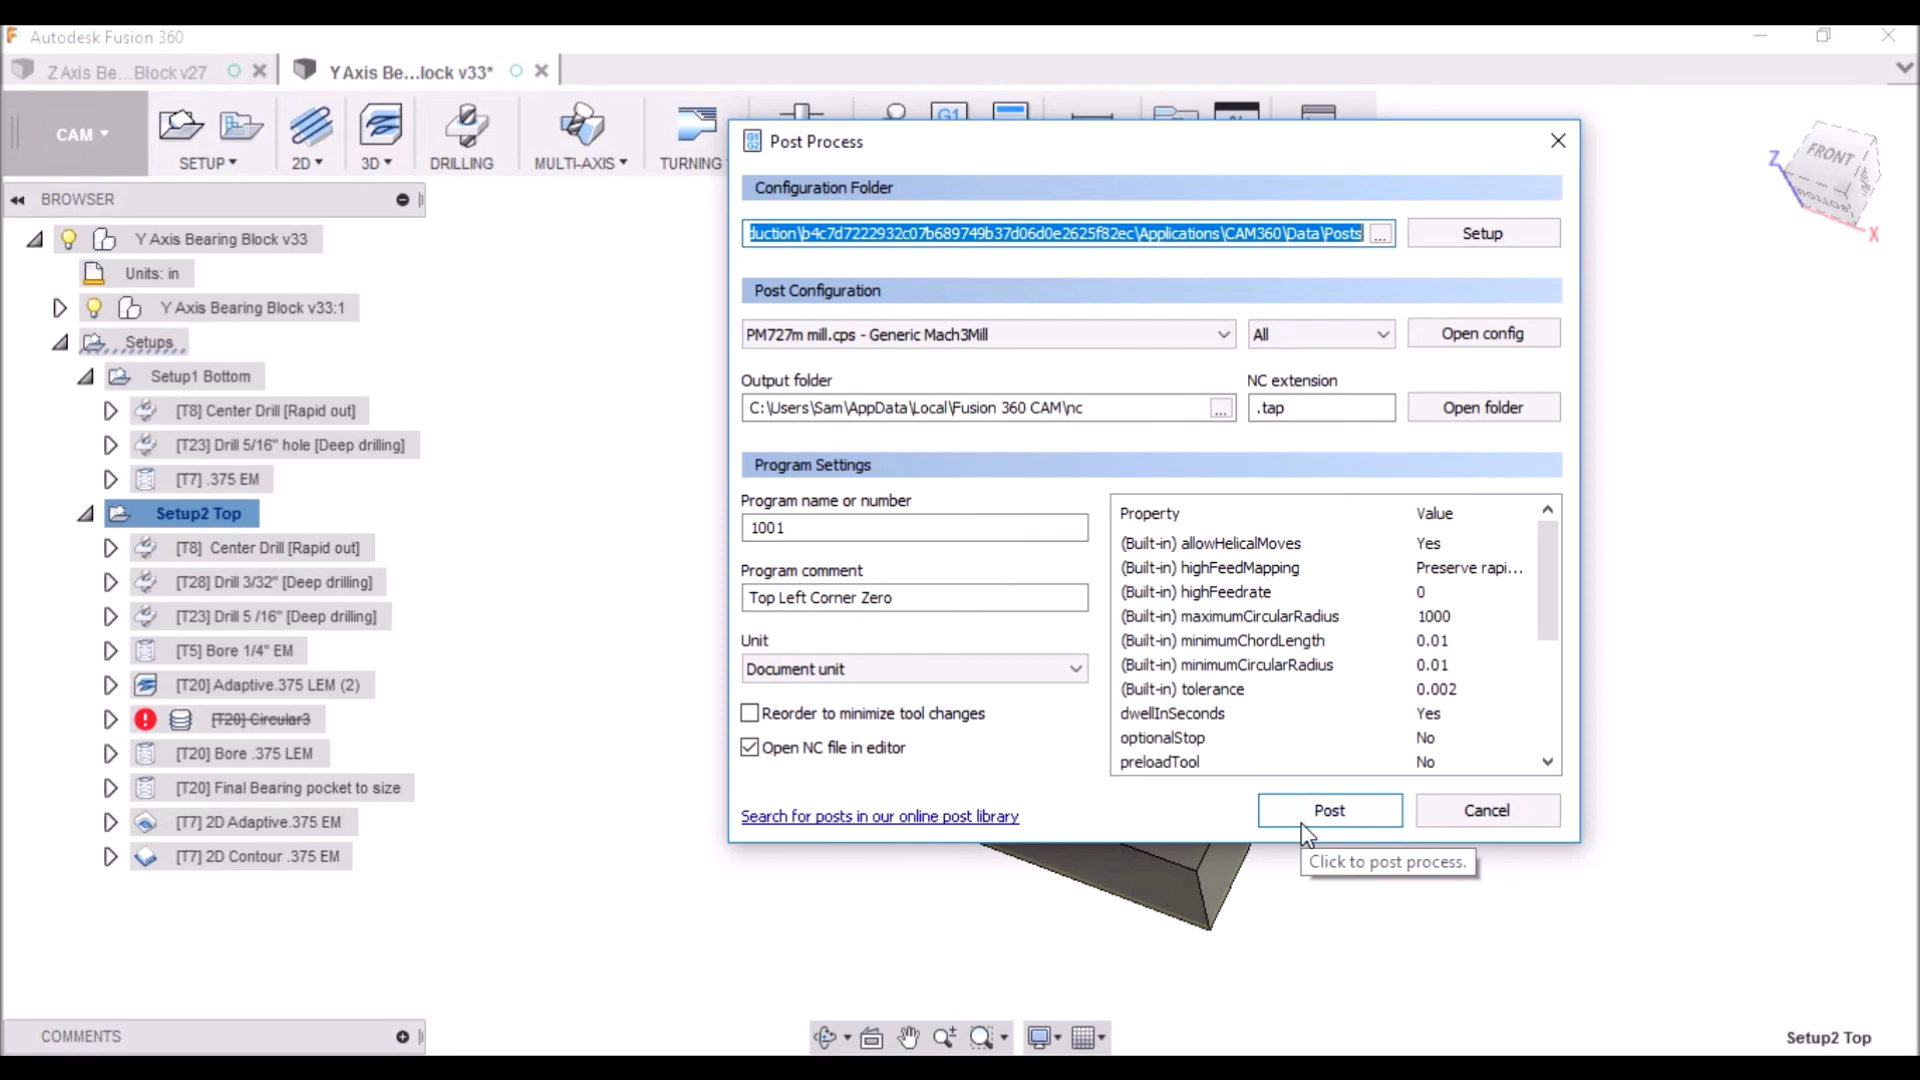 Autodesk Fusion 360
Z Axis Be...Block v27
Y Axis Be...lock v33*
CAM
SETUP
2D
3D
DRILLING
MULTI-AXIS
TURNING
G1
BROWSER
Y Axis Bearing Block v33
Units: in
Y Axis Bearing Block v33:1
Setups
Setup1 Bottom
[T8] Center Drill [Rapid out]
[T23] Drill 5/16" hole [Deep drilling]
[T7] .375 EM
Setup2 Top
[T8]  Center Drill [Rapid out]
[T28] Drill 3/32" [Deep drilling]
[T23] Drill 5 /16" [Deep drilling]
[T5] Bore 1/4" EM
[T20] Adaptive.375 LEM (2)
[T20] Circular3
[T20] Bore .375 LEM
[T20] Final Bearing pocket to size
[T7] 2D Adaptive.375 EM
[T7] 2D Contour .375 EM
COMMENTS
G1
G2
Post Process
Configuration Folder
duction\b4c7d7222932c07b689749b37d06d0e2625f82ec\Applications\CAM360\Data\Posts
...
Setup
Post Configuration
PM727m mill.cps - Generic Mach3Mill
All
Open config
Output folder
NC extension
C:\Users\Sam\AppData\Local\Fusion 360 CAM\nc
...
.tap
Open folder
Program Settings
Program name or number
1001
Program comment
Top Left Corner Zero
Unit
Document unit
Reorder to minimize tool changes
Open NC file in editor
Search for posts in our online post library
Property Value
(Built-in) allowHelicalMoves Yes
(Built-in) highFeedMapping Preserve rapi...
(Built-in) highFeedrate 0
(Built-in) maximumCircularRadius 1000
(Built-in) minimumChordLength 0.01
(Built-in) minimumCircularRadius 0.01
(Built-in) tolerance 0.002
dwellInSeconds Yes
optionalStop No
preloadTool No
Post
Cancel
Click to post process.
FRONT
BOTTOM
Z
X
Setup2 Top